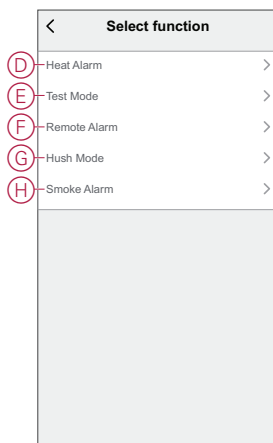 Select function
D Heat Alarm
E Test Mode
F Remote Alarm
G Hush Mode
H Smoke Alarm